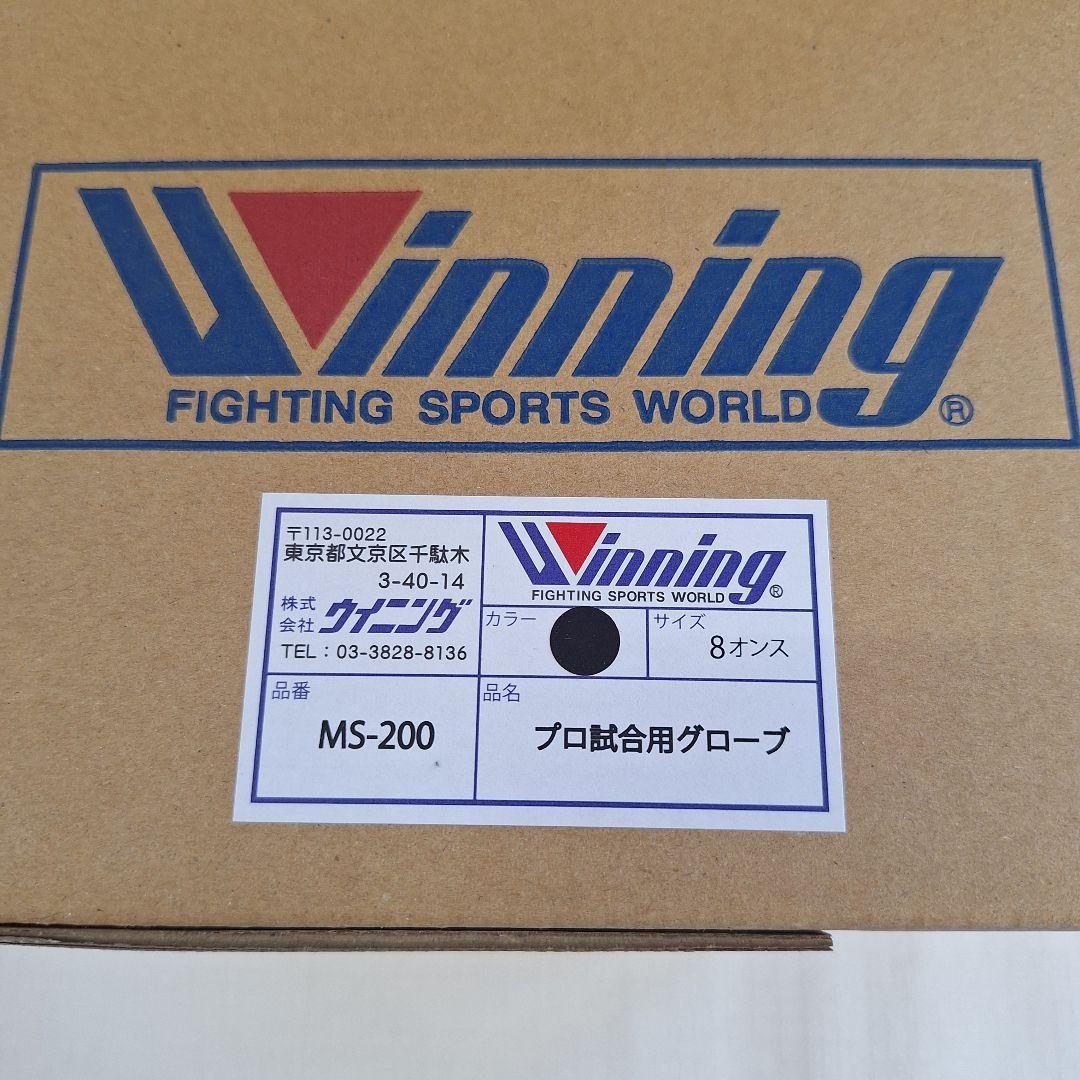 Winning
FIGHTING SPORTS WORLD®
〒113-0022
東京都文京区千駄木
3-40-14
株式会社 ウイニング
TEL：03-3828-8136
Winning
FIGHTING SPORTS WORLD®
カラー
サイズ
8オンス
品番
MS-200
品名
プロ試合用グローブ